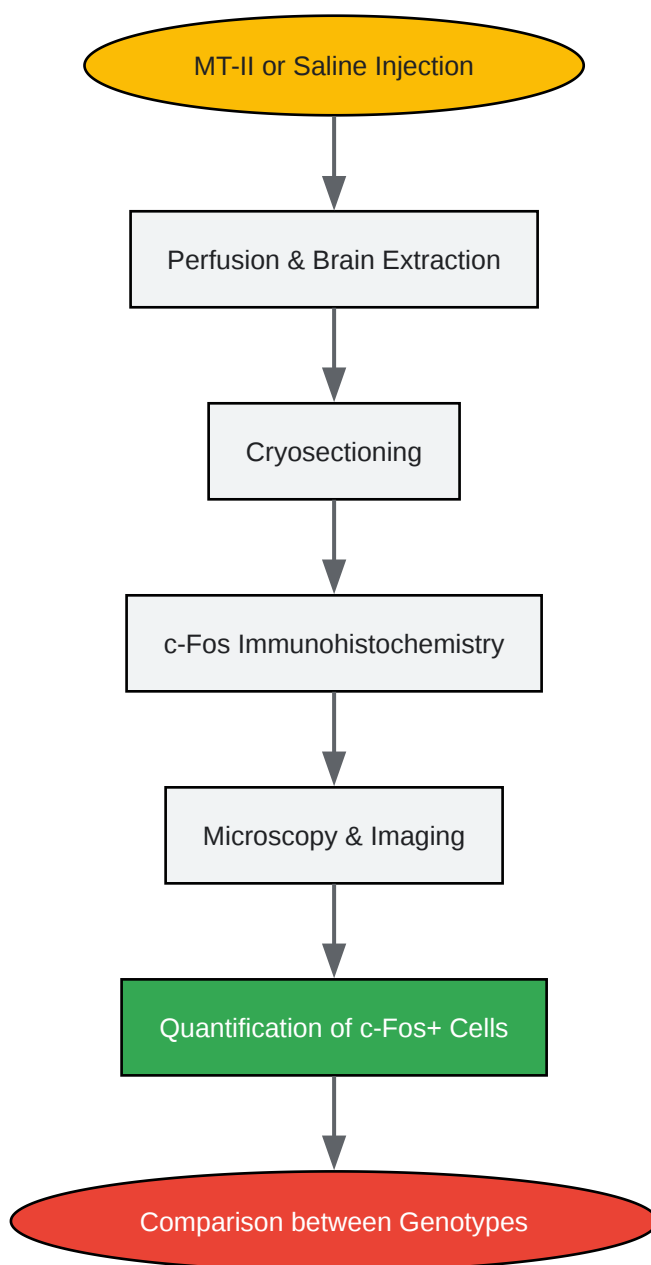 MT-II or Saline Injection
Perfusion & Brain Extraction
Cryosectioning
c-Fos Immunohistochemistry
Microscopy & Imaging
Quantification of c-Fos+ Cells
Comparison between Genotypes